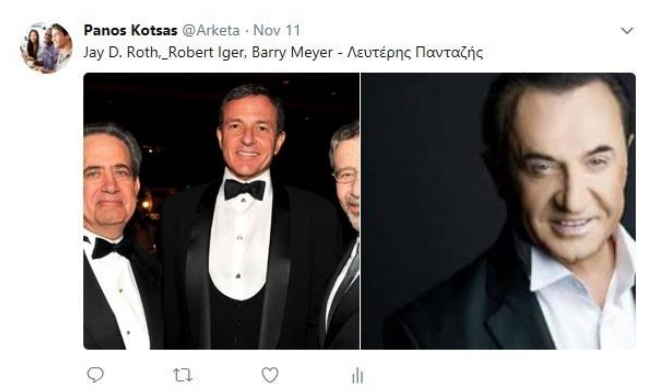 Panos Kotsas @Arketa · Nov 11
Jay D. Roth,_Robert Iger, Barry Meyer - Λευτέρης Πανταζής